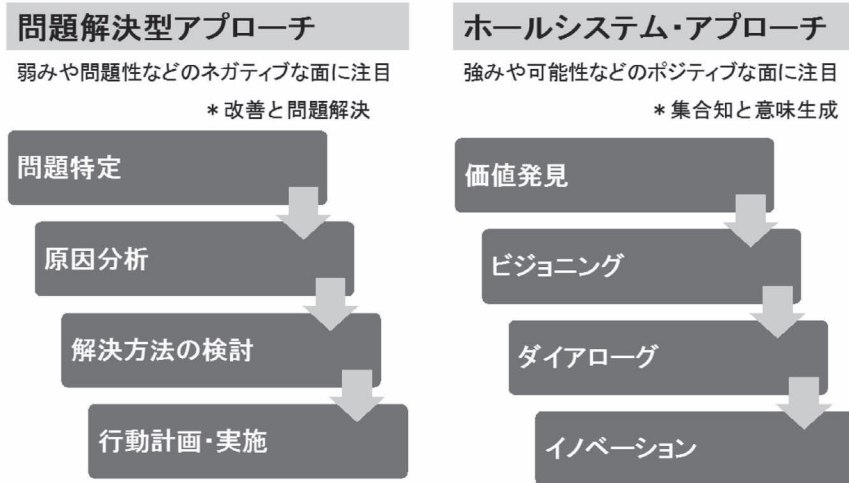 問題解決型アプローチ
弱みや問題性などのネガティブな面に注目
＊改善と問題解決
問題特定
原因分析
解決方法の検討
行動計画・実施
ホールシステム・アプローチ
強みや可能性などのポジティブな面に注目
＊集合知と意味生成
価値発見
ビジョニング
ダイアローグ
イノベーション